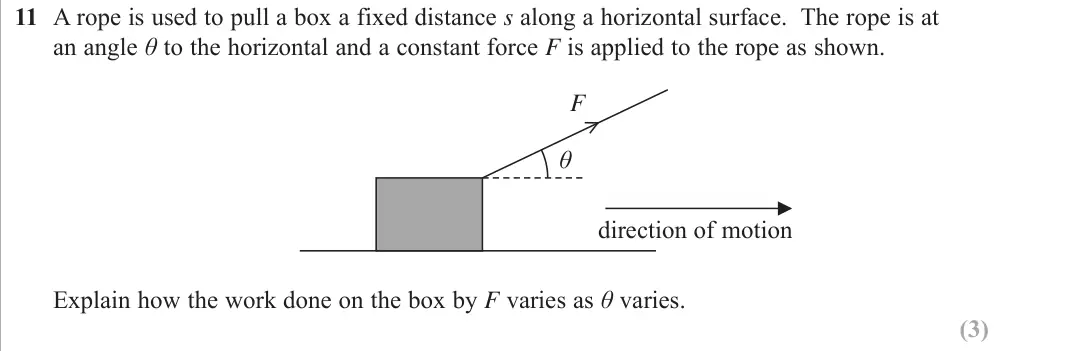 11 A rope is used to pull a box a fixed distance s along a horizontal surface. The rope is at
an angle θ to the horizontal and a constant force F is applied to the rope as shown.
F
θ
direction of motion
Explain how the work done on the box by F varies as θ varies.
(3)